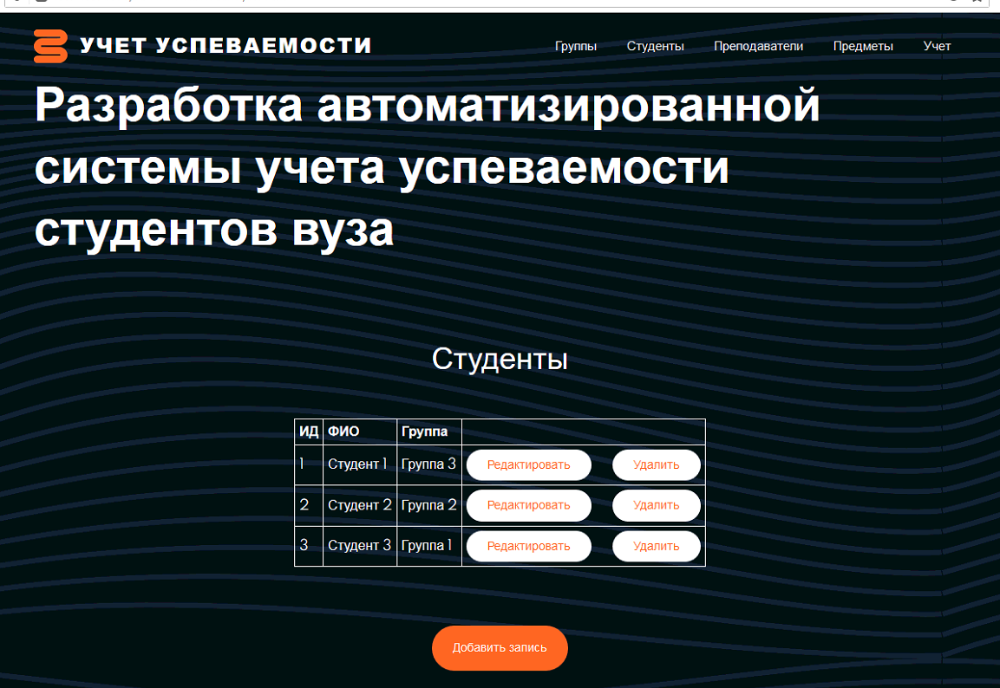 УЧЕТ УСПЕВАЕМОСТИ
Группы Студенты Преподаватели Предметы Учет
Разработка автоматизированной
системы учета успеваемости
студентов вуза
Студенты
ИД ФИО Группа
1 Студент 1 Группа 3 Редактировать Удалить
2 Студент 2 Группа 2 Редактировать Удалить
3 Студент 3 Группа 1 Редактировать Удалить
Добавить запись